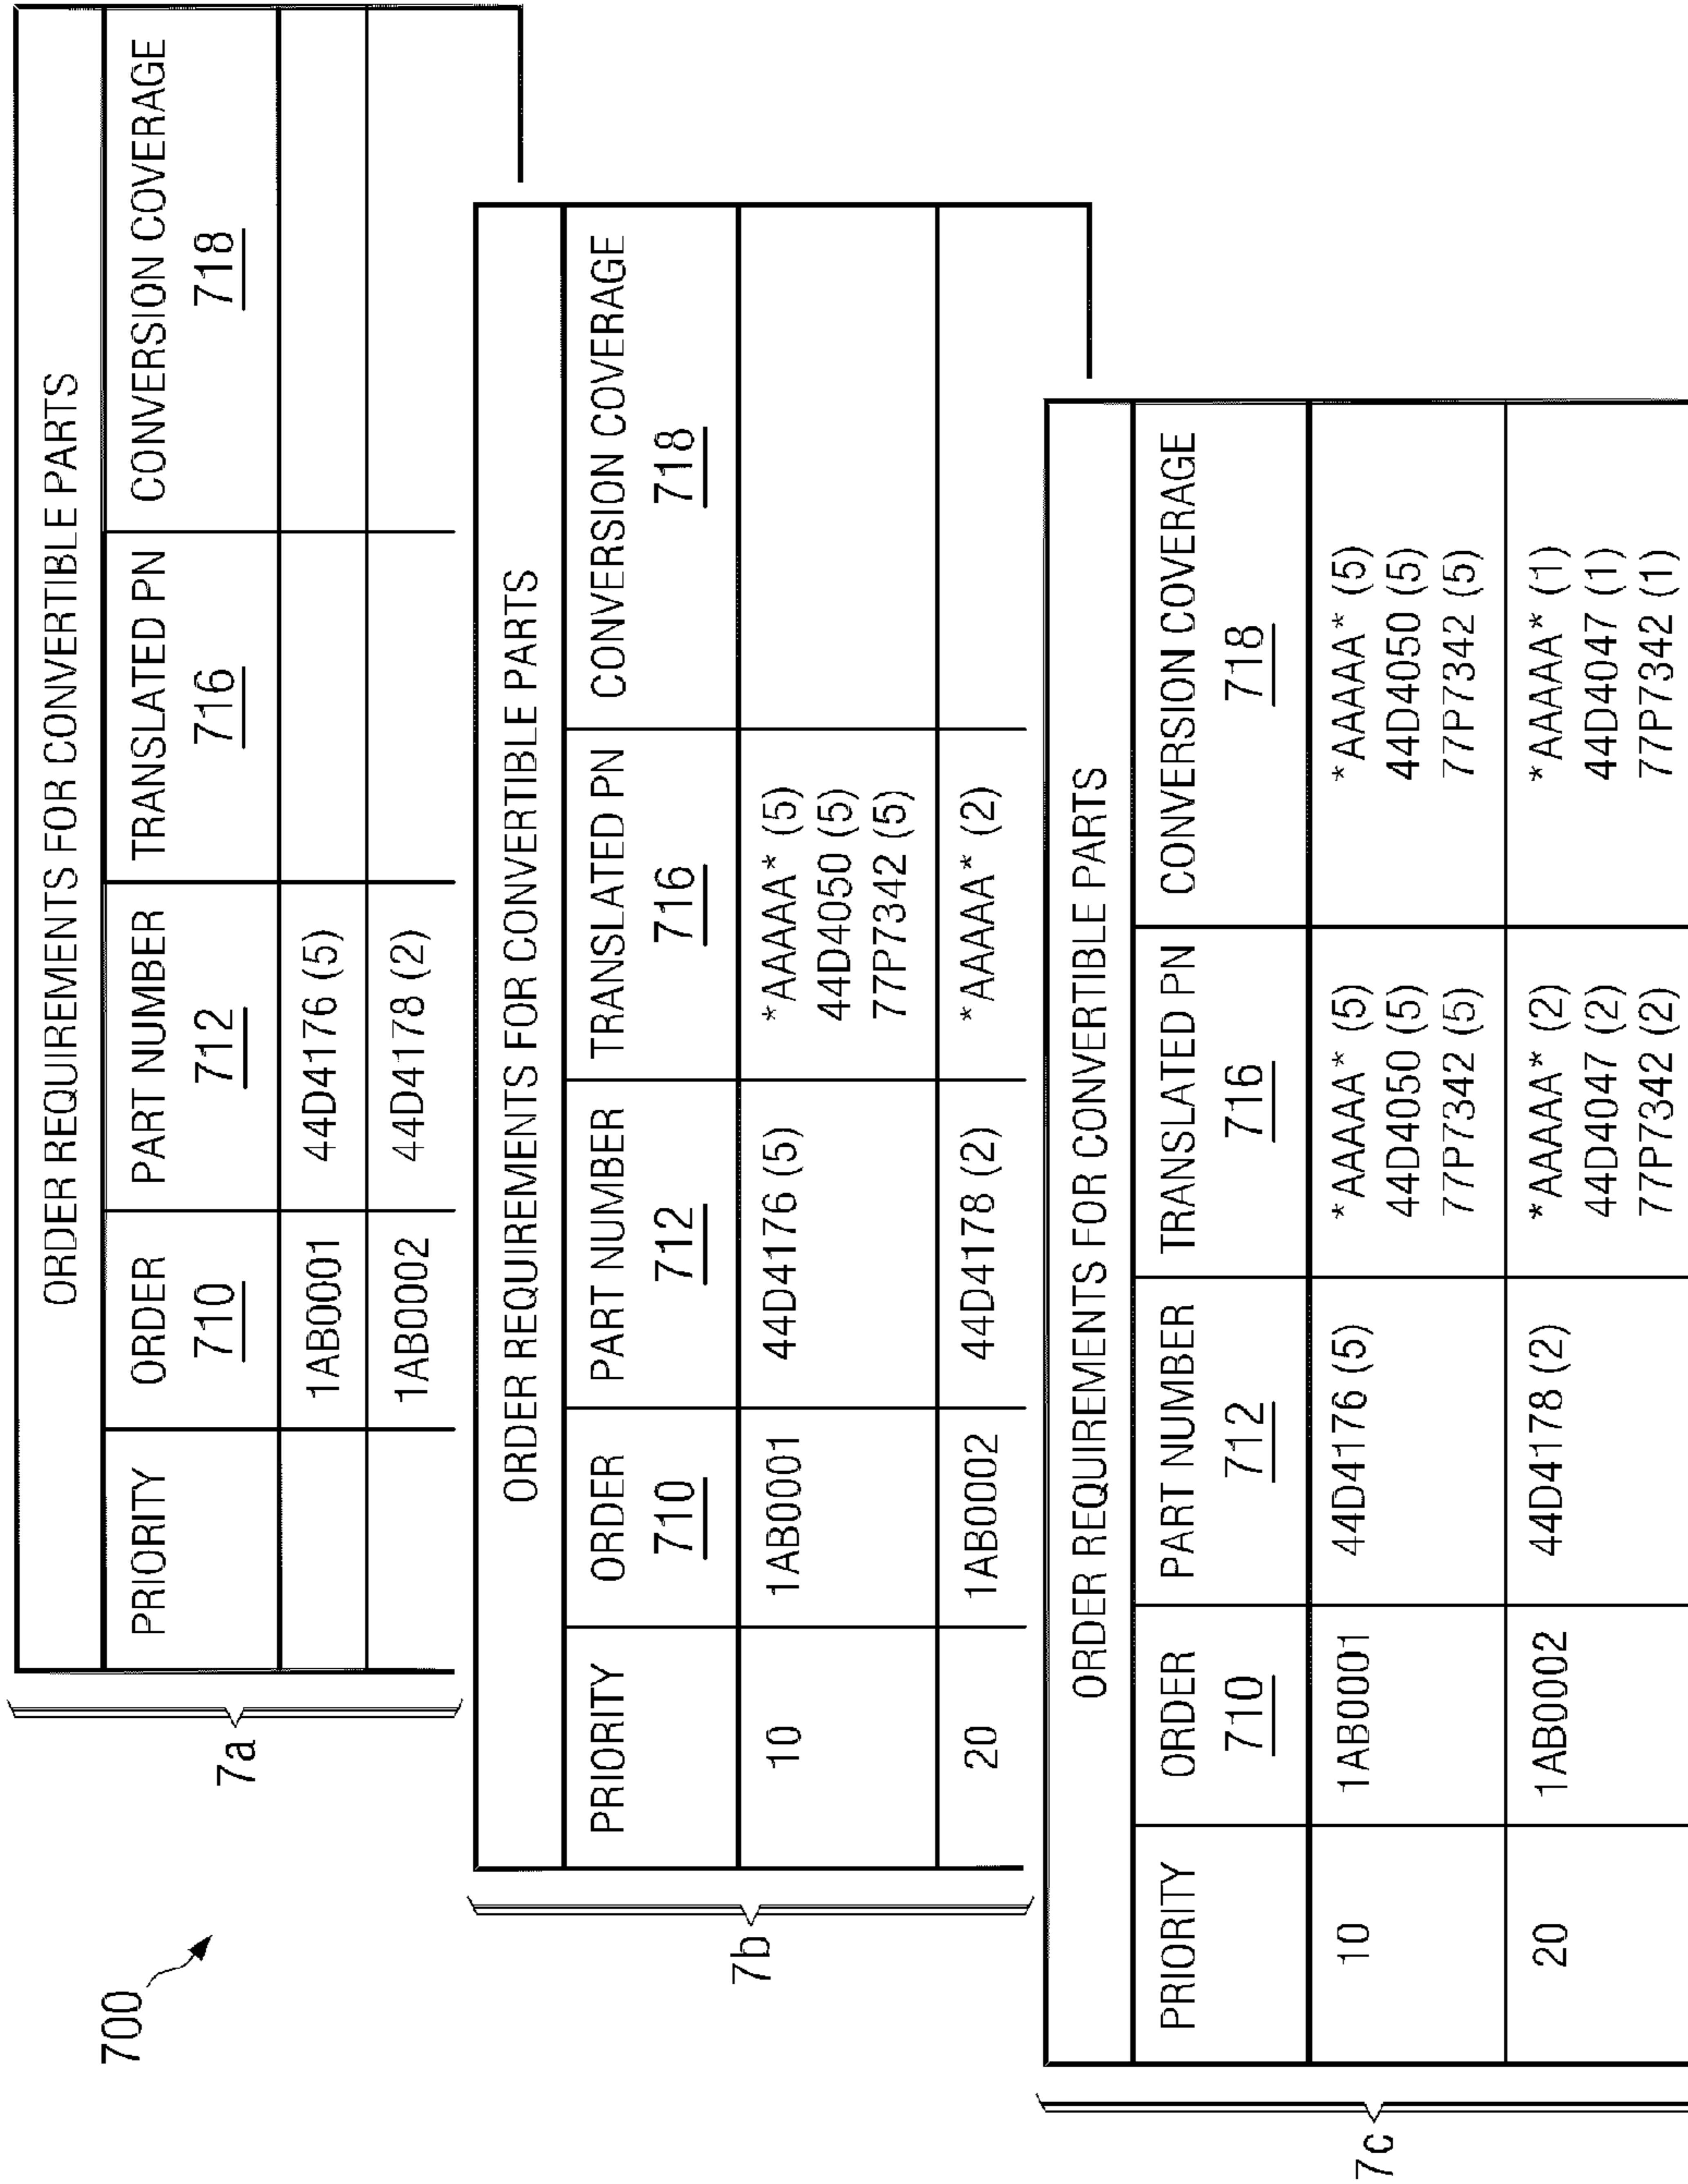 700
7a
ORDER REQUIREMENTS FOR CONVERTIBLE PARTS
PRIORITY ORDER PART NUMBER TRANSLATED PN CONVERSION COVERAGE
710 712 716 718
1AB0001 44D4176 (5)
1AB0002 44D4178 (2)
7b
ORDER REQUIREMENTS FOR CONVERTIBLE PARTS
PRIORITY ORDER PART NUMBER TRANSLATED PN CONVERSION COVERAGE
710 712 716 718
10 1AB0001 44D4176 (5) *AAAAA* (5)
44D4050 (5)
77P7342 (5)
20 1AB0002 44D4178 (2) *AAAAA* (2)
7c
ORDER REQUIREMENTS FOR CONVERTIBLE PARTS
PRIORITY ORDER PART NUMBER TRANSLATED PN CONVERSION COVERAGE
710 712 716 718
10 1AB0001 44D4176 (5) *AAAAA* (5) *AAAAA* (5)
44D4050 (5) 44D4050 (5)
77P7342 (5) 77P7342 (5)
20 1AB0002 44D4178 (2) *AAAAA* (2) *AAAAA* (1)
44D4047 (2) 44D4047 (1)
77P7342 (2) 77P7342 (1)